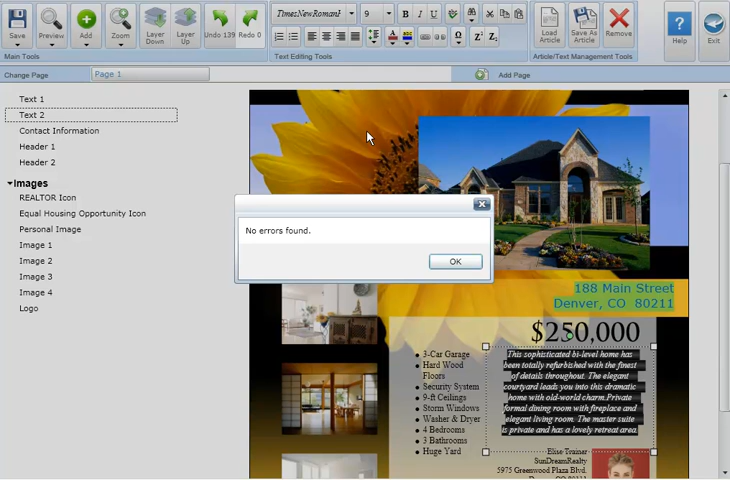 TimesNewRomanP
9
B I U
Save
Preview
Add
Zoom
Layer Down
Layer Up
Undo 139
Redo 0
Load Article
Save As Article
Remove
Help
Exit
Main Tools
Text Editing Tools
Article/Text Management Tools
Change Page
Page 1
Add Page
Text 1
Text 2
Contact Information
Header 1
Header 2
Images
REALTOR Icon
Equal Housing Opportunity Icon
Personal Image
Image 1
Image 2
Image 3
Image 4
Logo
No errors found.
OK
188 Main Street
Denver, CO 80211
$250,000
• 3-Car Garage
• Hard Wood
Floors
• Security System
• 9-ft Ceilings
• Storm Windows
• Washer & Dryer
• 4 Bedrooms
• 3 Bathrooms
• Huge Yard
This sophisticated bi-level home has
been totally refurbished with the finest
of details throughout. The elegant
courtyard leads you into this dramatic
home with old-world charm.Private
formal dining room with fireplace and
elegant living room. The master suite
is private and has a lovely retreat area.
Elise Trainer
SunDreamRealty
5975 Greenwood Plaza Blvd.